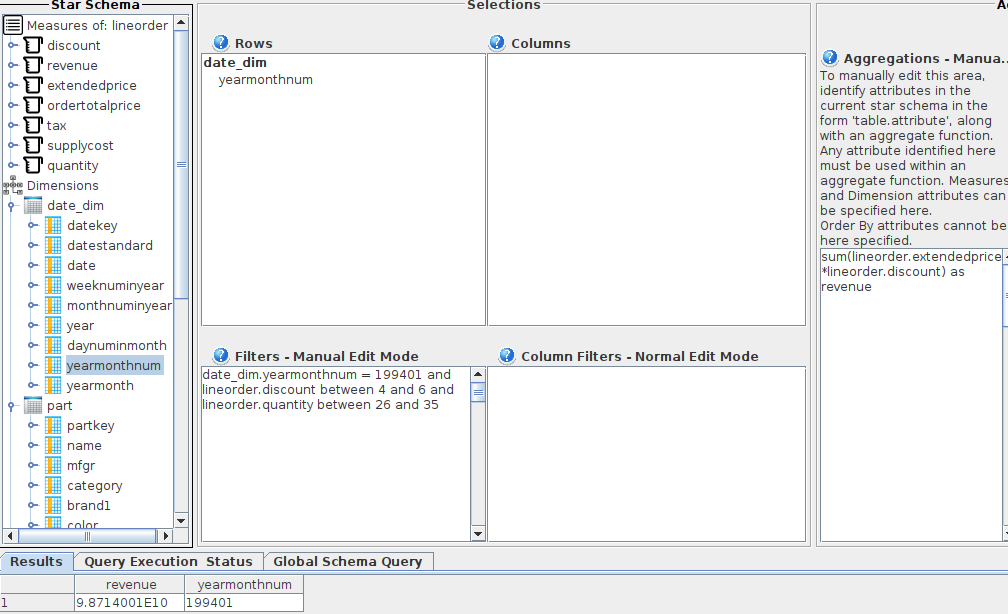 Star Schema
Measures of: lineorder
discount
revenue
extendedprice
ordertotalprice
tax
supplycost
quantity
Dimensions
date_dim
datekey
datestandard
date
weeknuminyear
monthnuminyear
year
daynuminmonth
yearmonthnum
yearmonth
part
partkey
name
mfgr
category
brand1
color
Selections
Rows
date_dim
yearmonthnum
Columns
Filters - Manual Edit Mode
date_dim.yearmonthnum = 199401 and
lineorder.discount between 4 and 6 and
lineorder.quantity between 26 and 35
Column Filters - Normal Edit Mode
Aggregations - Manua...
To manually edit this area,
identify attributes in the
current star schema in the
form 'table.attribute', along
with an aggregate function.
Any attribute identified here
must be used within an
aggregate function. Measures
and Dimension attributes can
be specified here.
Order By attributes cannot be
here specified.
sum(lineorder.extendedprice
*lineorder.discount) as
revenue
Results
Query Execution Status
Global Schema Query
revenue yearmonthnum
1 9.8714001E10 199401